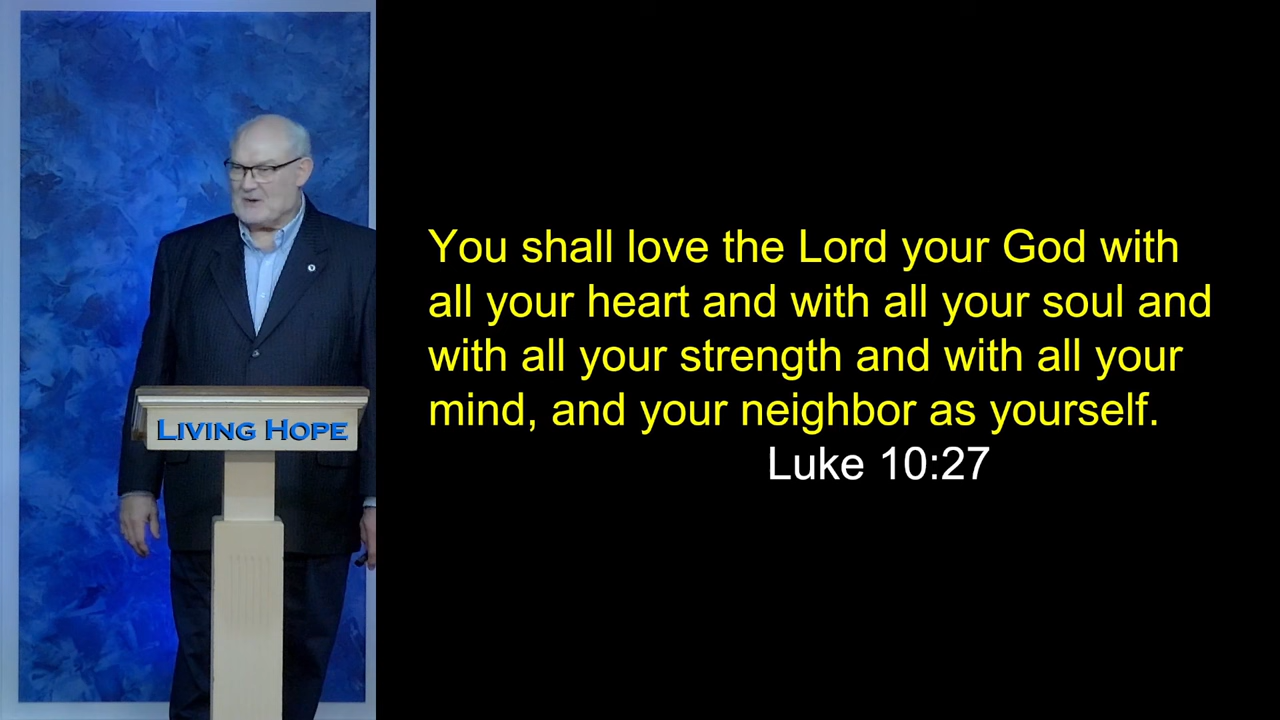 LIVING HOPE
You shall love the Lord your God with
all your heart and with all your soul and
with all your strength and with all your
mind, and your neighbor as yourself.
Luke 10:27